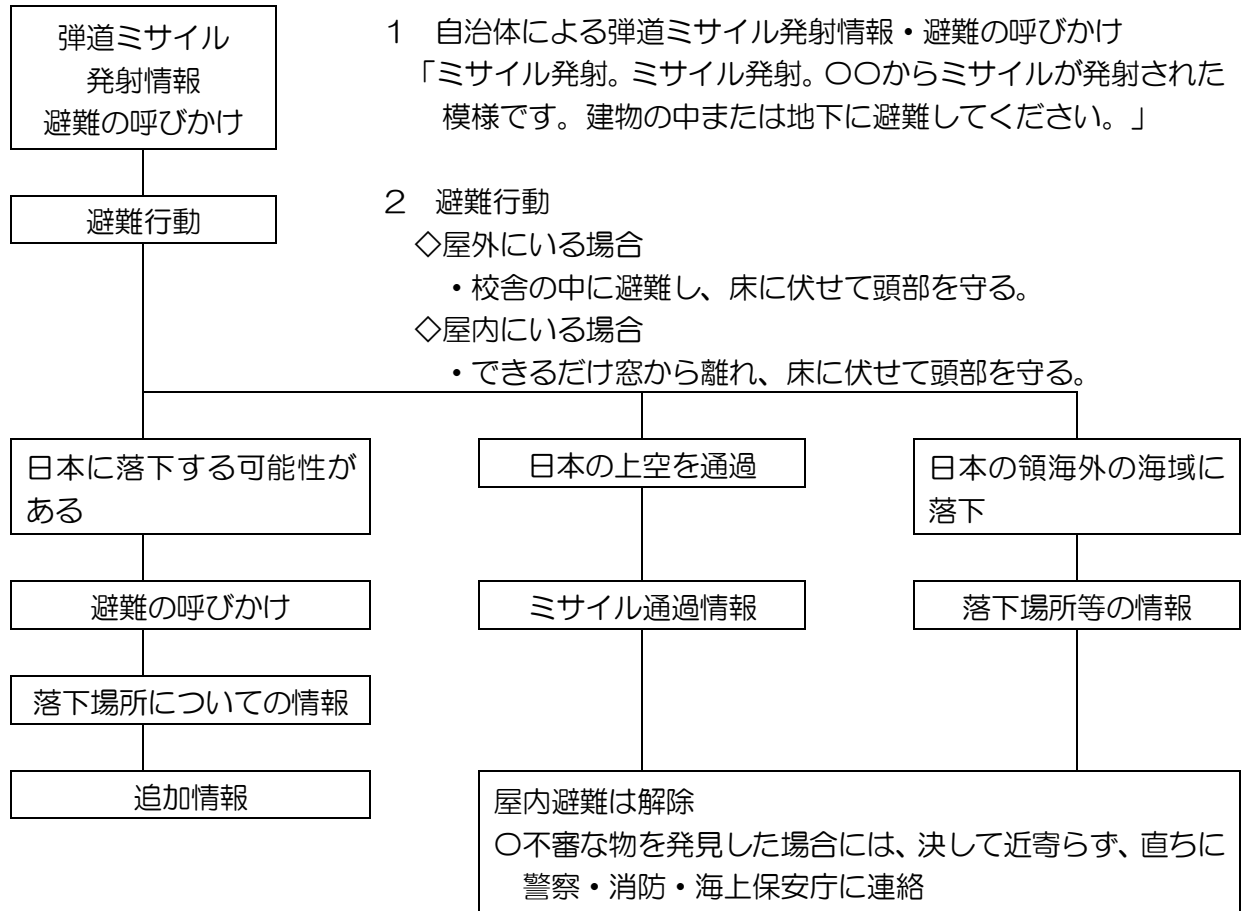 弾道ミサイル
発射情報
避難の呼びかけ
１　自治体による弾道ミサイル発射情報・避難の呼びかけ
「ミサイル発射。ミサイル発射。〇〇からミサイルが発射された
模様です。建物の中または地下に避難してください。」
避難行動
２　避難行動
◇屋外にいる場合
・校舎の中に避難し、床に伏せて頭部を守る。
◇屋内にいる場合
・できるだけ窓から離れ、床に伏せて頭部を守る。
日本に落下する可能性が
ある
日本の上空を通過
日本の領海外の海域に
落下
避難の呼びかけ
ミサイル通過情報
落下場所等の情報
落下場所についての情報
追加情報
屋内避難は解除
〇不審な物を発見した場合には、決して近寄らず、直ちに
警察・消防・海上保安庁に連絡